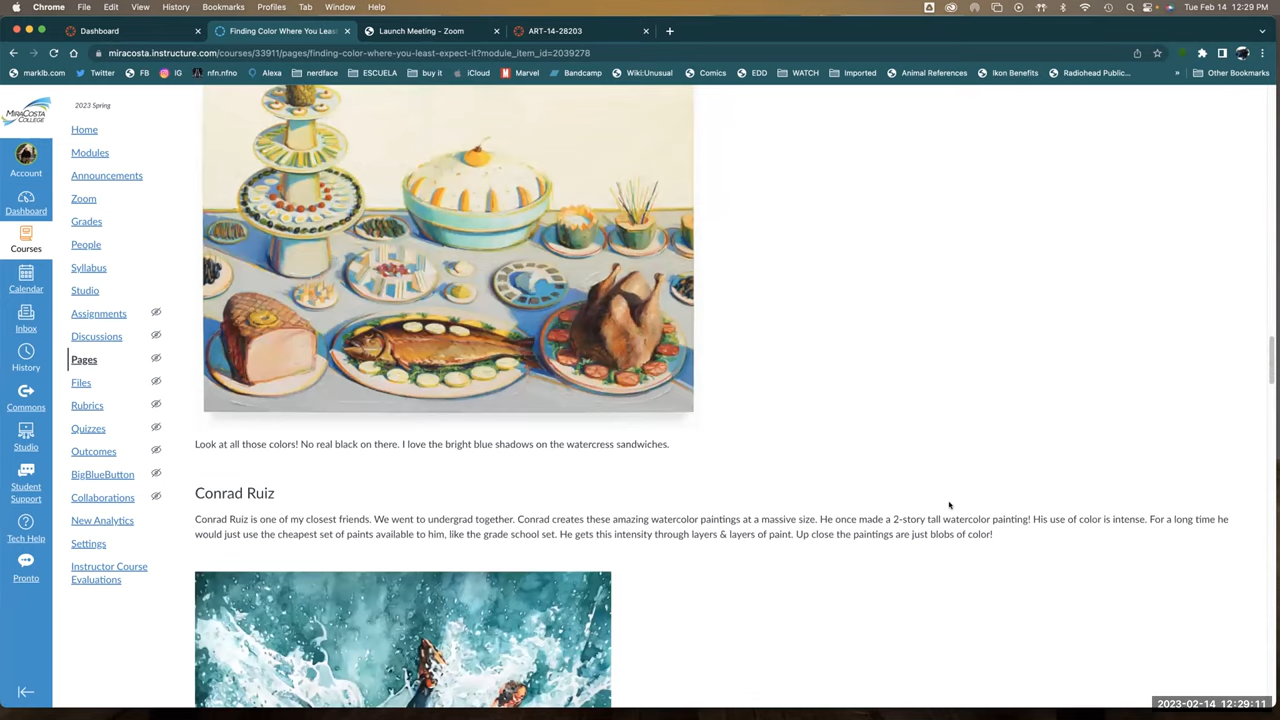 Chrome File Edit View History Bookmarks Profiles Tab Window Help Tue Feb 14 12:29 PM
Dashboard Finding Color Where You Leas Launch Meeting - Zoom ART-14-28203
miracosta.instructure.com/courses/33911/pages/finding-color-where-you-least-expect-it?module_item_id=2039278
marklb.com Twitter FB IG nfn.nfno Alexa nerdface ESCUELA buy it iCloud Marvel Bandcamp Wiki:Unusual Comics EDD WATCH Imported Animal References Ikon Benefits Radiohead Public... » Other Bookmarks
MIRACOSTA
COLLEGE
Account
Dashboard
Courses
Calendar
Inbox
History
Commons
Studio
Student
Support
Tech Help
Pronto
2023 Spring
Home
Modules
Announcements
Zoom
Grades
People
Syllabus
Studio
Assignments
Discussions
Pages
Files
Rubrics
Quizzes
Outcomes
BigBlueButton
Collaborations
New Analytics
Settings
Instructor Course
Evaluations
Look at all those colors! No real black on there. I love the bright blue shadows on the watercress sandwiches.
Conrad Ruiz
Conrad Ruiz is one of my closest friends. We went to undergrad together. Conrad creates these amazing watercolor paintings at a massive size. He once made a 2-story tall watercolor painting! His use of color is intense. For a long time he
would just use the cheapest set of paints available to him, like the grade school set. He gets this intensity through layers & layers of paint. Up close the paintings are just blobs of color!
2023-02-14 12:29:11